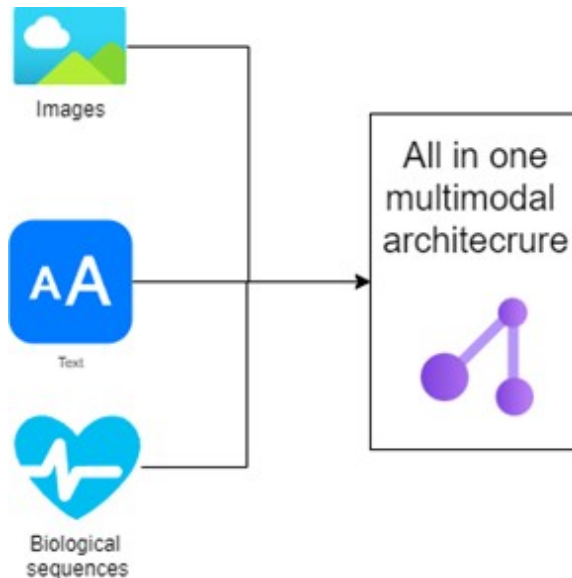 Images
All in one
multimodal
architecrure
AA
Text
Biological
sequences